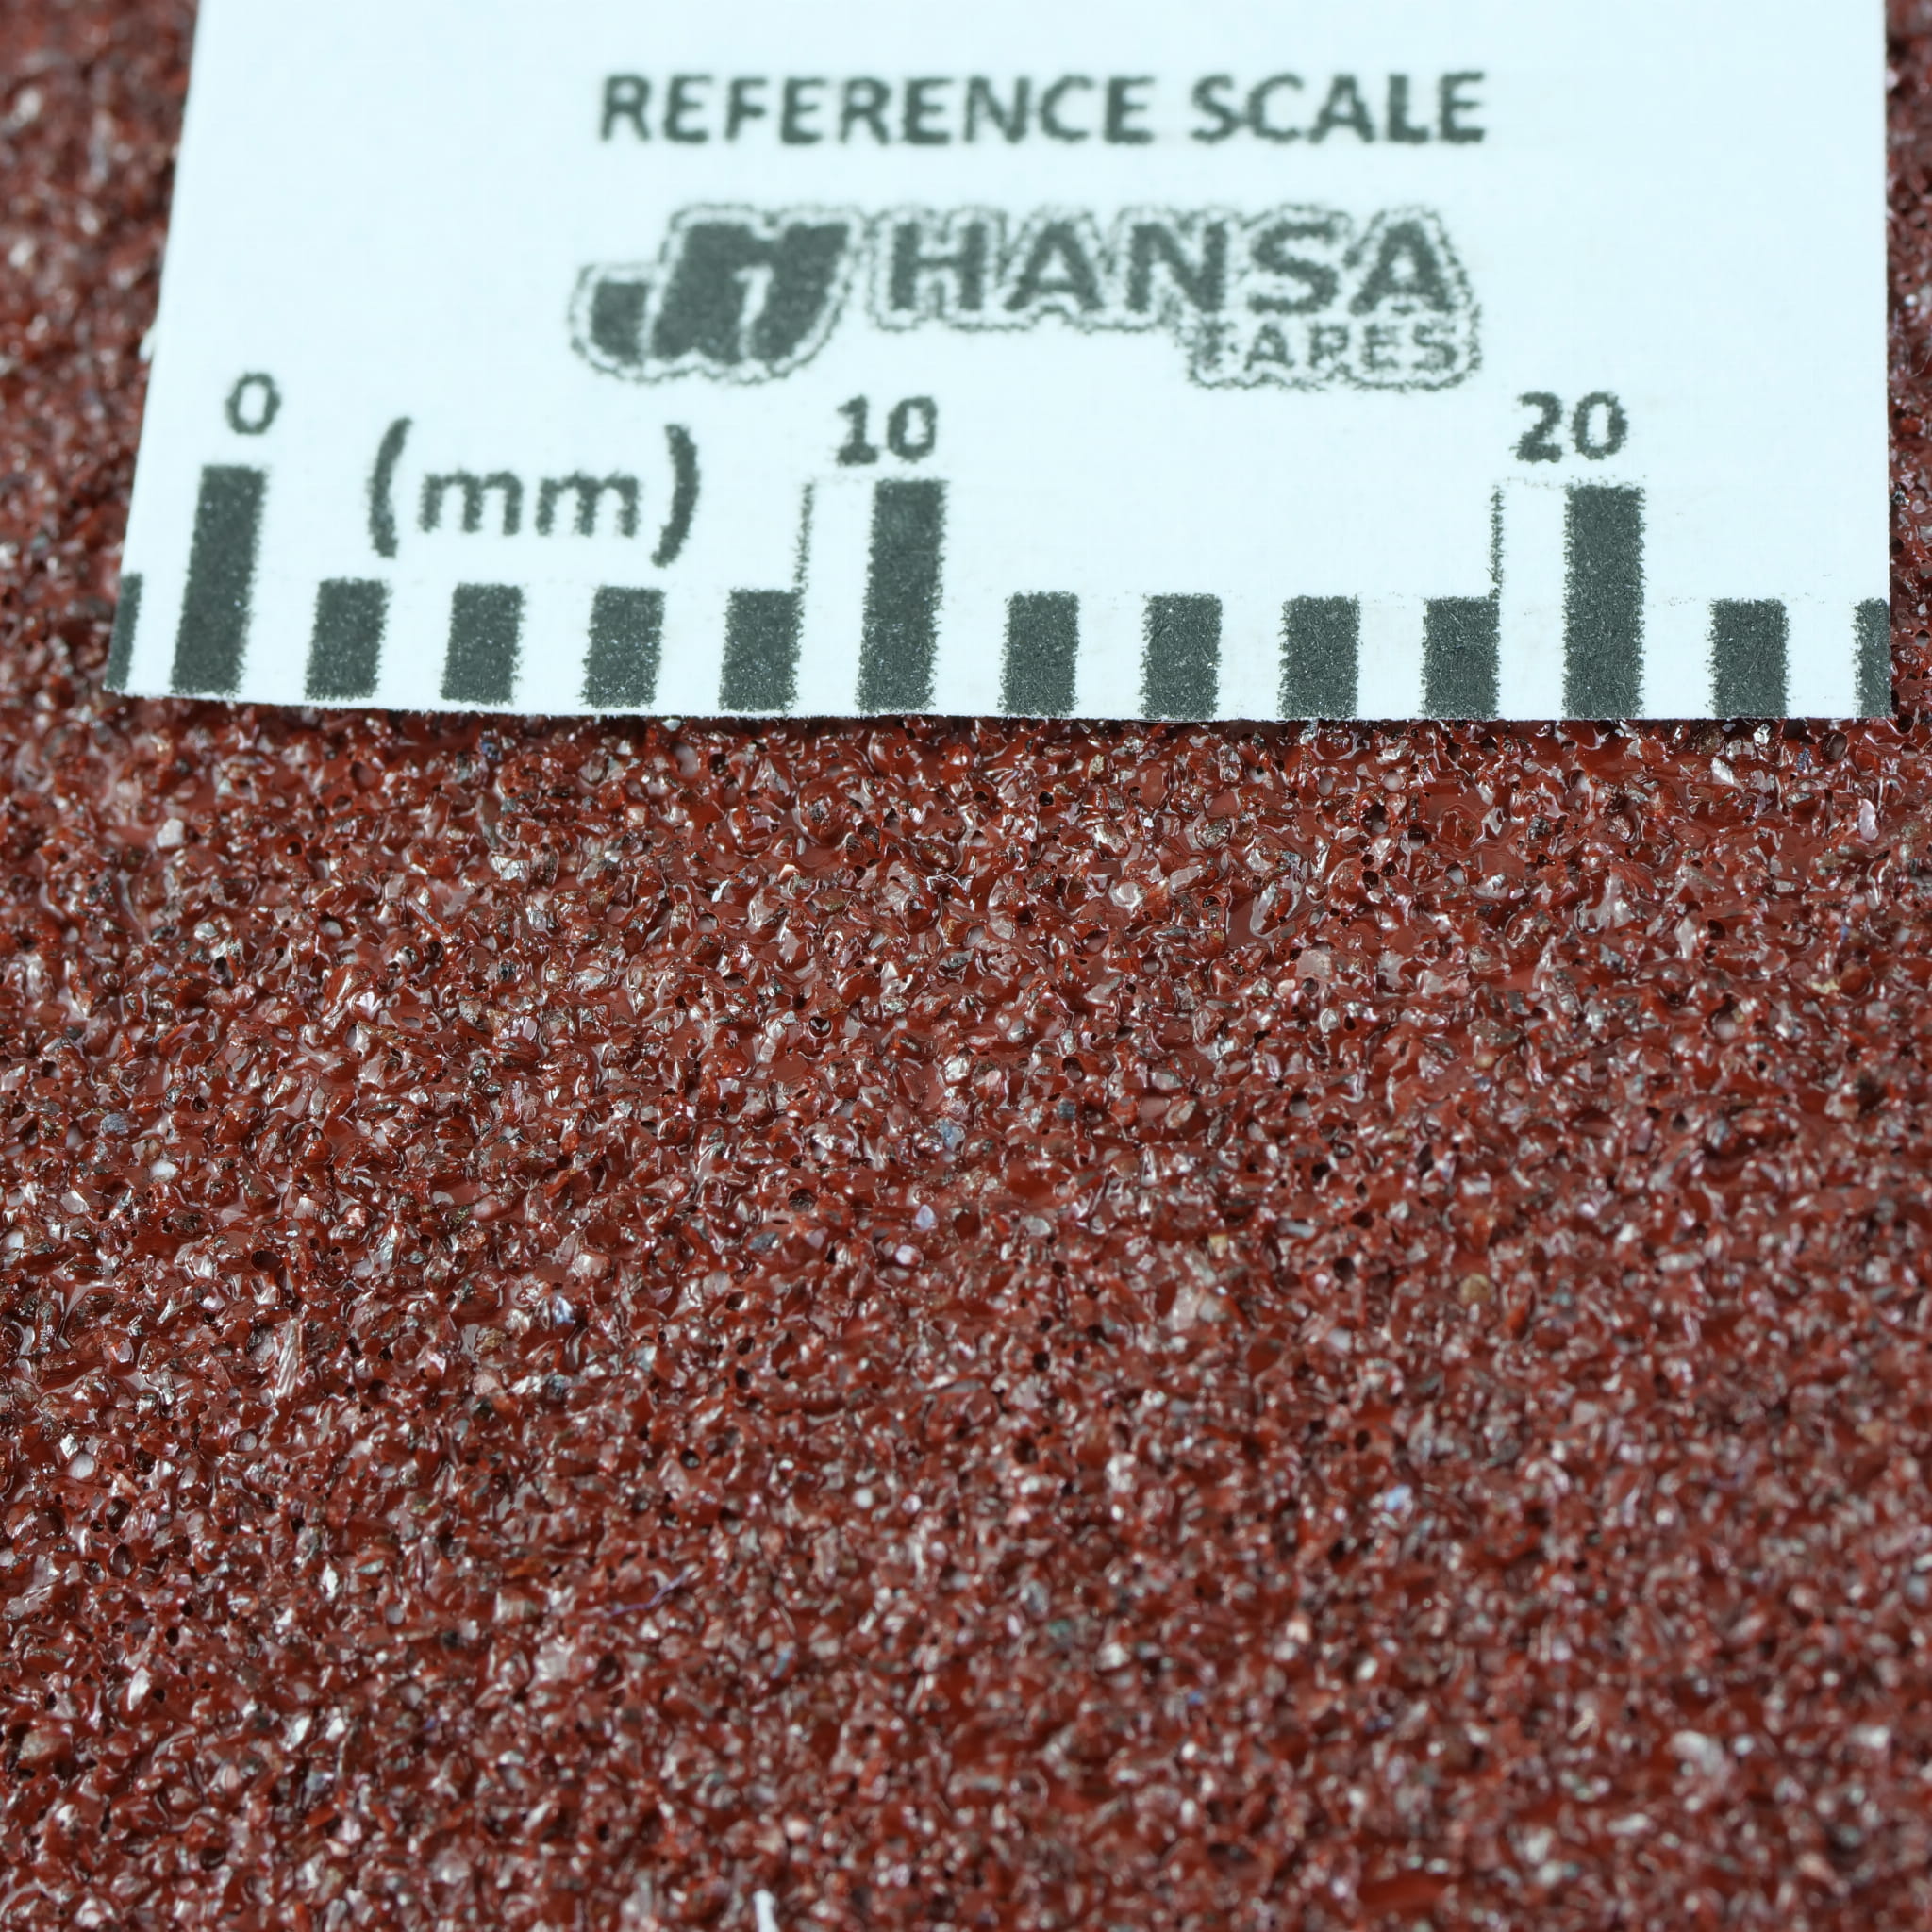 REFERENCE SCALE
HANSA
TAPES
0 10 20
(mm)